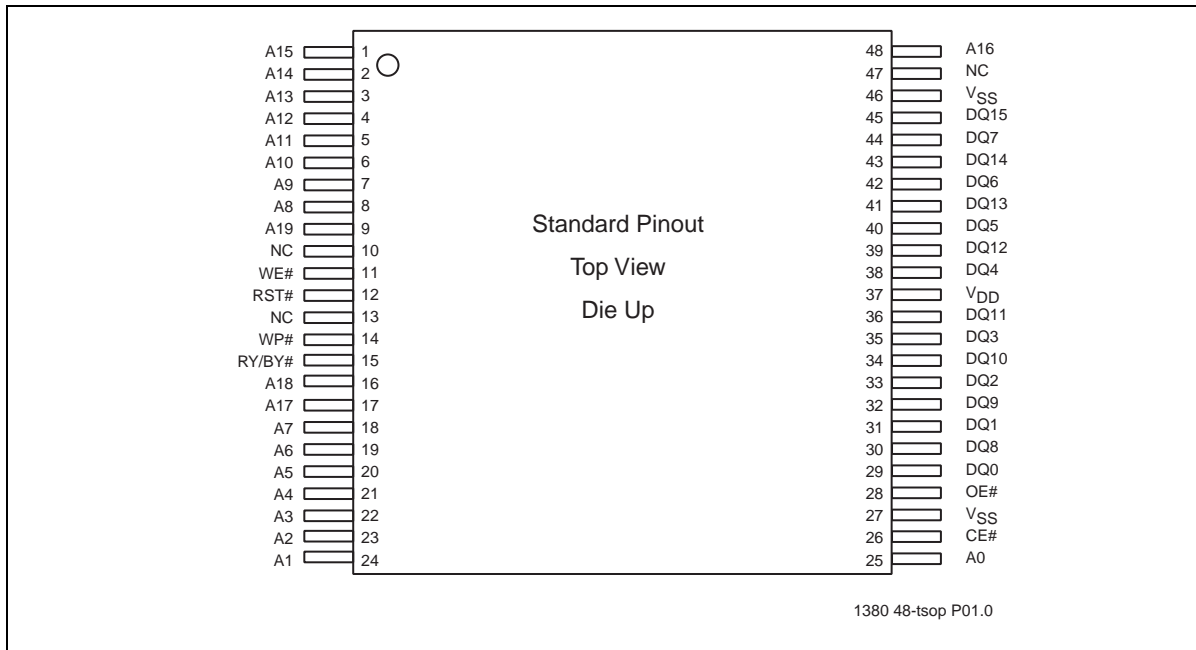 A15 1 48 A16
A14 2 47 NC
A13 3 46 VSS
A12 4 45 DQ15
A11 5 44 DQ7
A10 6 43 DQ14
A9 7 42 DQ6
A8 8 41 DQ13
A19 9 Standard Pinout 40 DQ5
NC 10 39 DQ12
WE# 11 Top View 38 DQ4
RST# 12 37 VDD
NC 13 Die Up 36 DQ11
WP# 14 35 DQ3
RY/BY# 15 34 DQ10
A18 16 33 DQ2
A17 17 32 DQ9
A7 18 31 DQ1
A6 19 30 DQ8
A5 20 29 DQ0
A4 21 28 OE#
A3 22 27 VSS
A2 23 26 CE#
A1 24 25 A0
1380 48-tsop P01.0